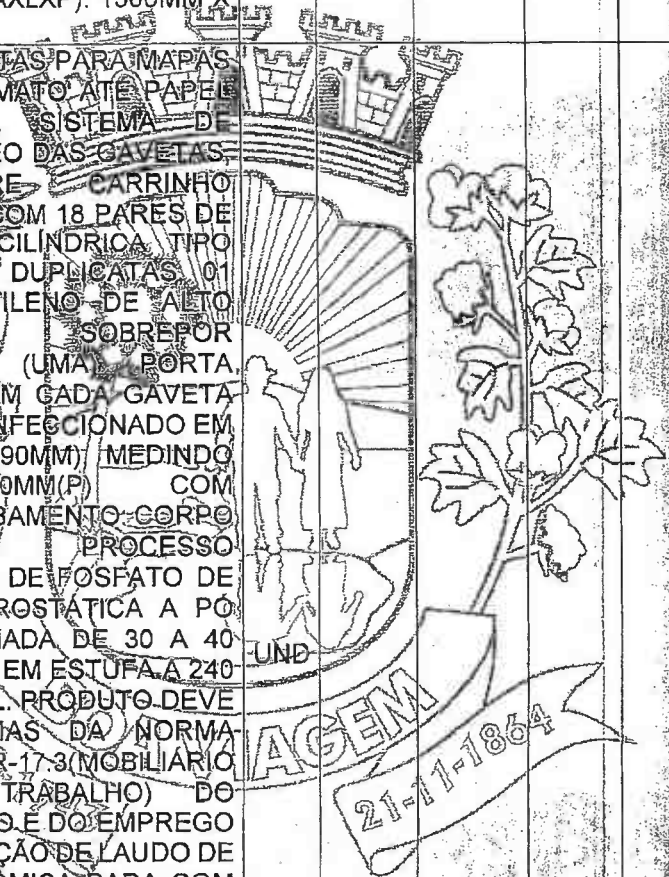 (AXLXP): 1500MM X
TAS PARA MAPAS
MATO ATÉ PAPEL
SISTEMA DE
ÉO DAS GAVETAS,
RE CARRINHO
COM 18 PARES DE
CILÍNDRICA TIPO
DUPLICATAS, 01
TILENO DE ALTO
SOBREPOR
(UMA) PORTA
EM CADA GAVETA
NFECCIONADO EM
90MM) MEDINDO
0MM(P) COM
BAMENTO CORPO
PROCESSO
DE FOSFATO DE
ROSTÁTICA A PÓ
IADA DE 30 A 40
EM ESTUFA A 240
L. PRODUTO DEVE
MAS DA NORMA
R-17.3(MOBILIÁRIO
TRABALHO) DO
O E DO EMPREGO
ÇÃO DE LAUDO DE
UND
AGEM
21-11-1864